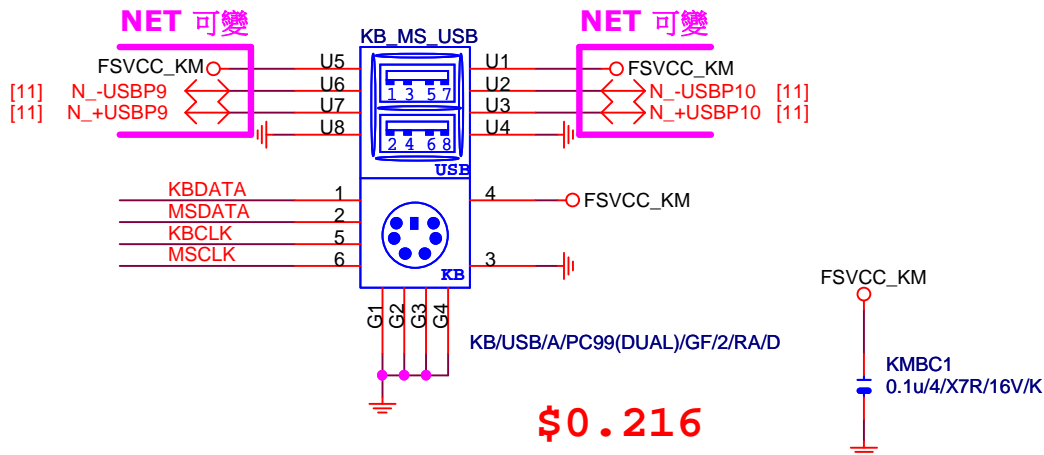 NET 可變
NET 可變
KB_MS_USB
FSVCC_KM
U5
U1
FSVCC_KM
[11]
N_-USBP9
U6
1 3 5 7
U2
N_-USBP10
[11]
[11]
N_+USBP9
U7
U3
N_+USBP10
[11]
U8
2 4 6 8
U4
USB
KBDATA
1
4
FSVCC_KM
MSDATA
2
KBCLK
5
MSCLK
6
3
KB
FSVCC_KM
G1
G2
G3
G4
KB/USB/A/PC99(DUAL)/GF/2/RA/D
KMBC1
0.1u/4/X7R/16V/K
$0.216